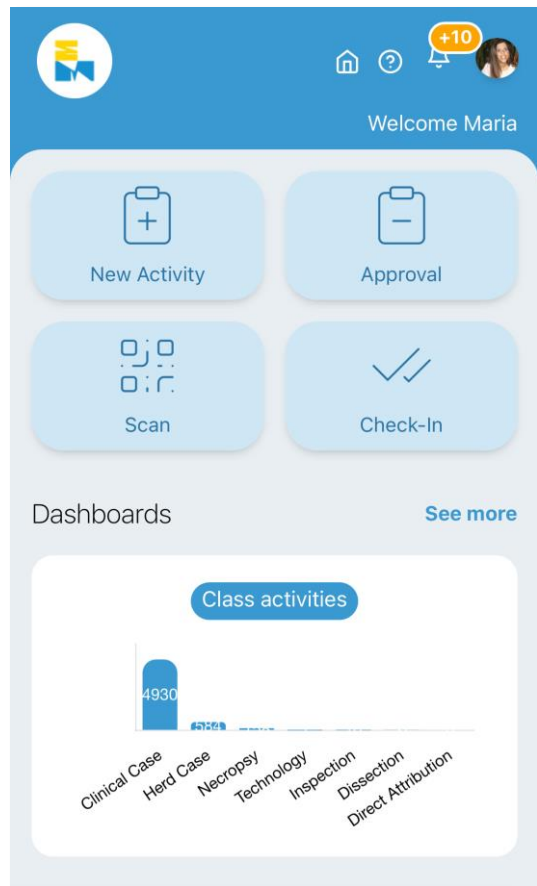 +10
Welcome Maria
New Activity
Approval
Scan
Check-In
Dashboards
See more
Class activities
4930
584
Clinical Case
Herd Case
Necropsy
Technology
Inspection
Dissection
Direct Attribution